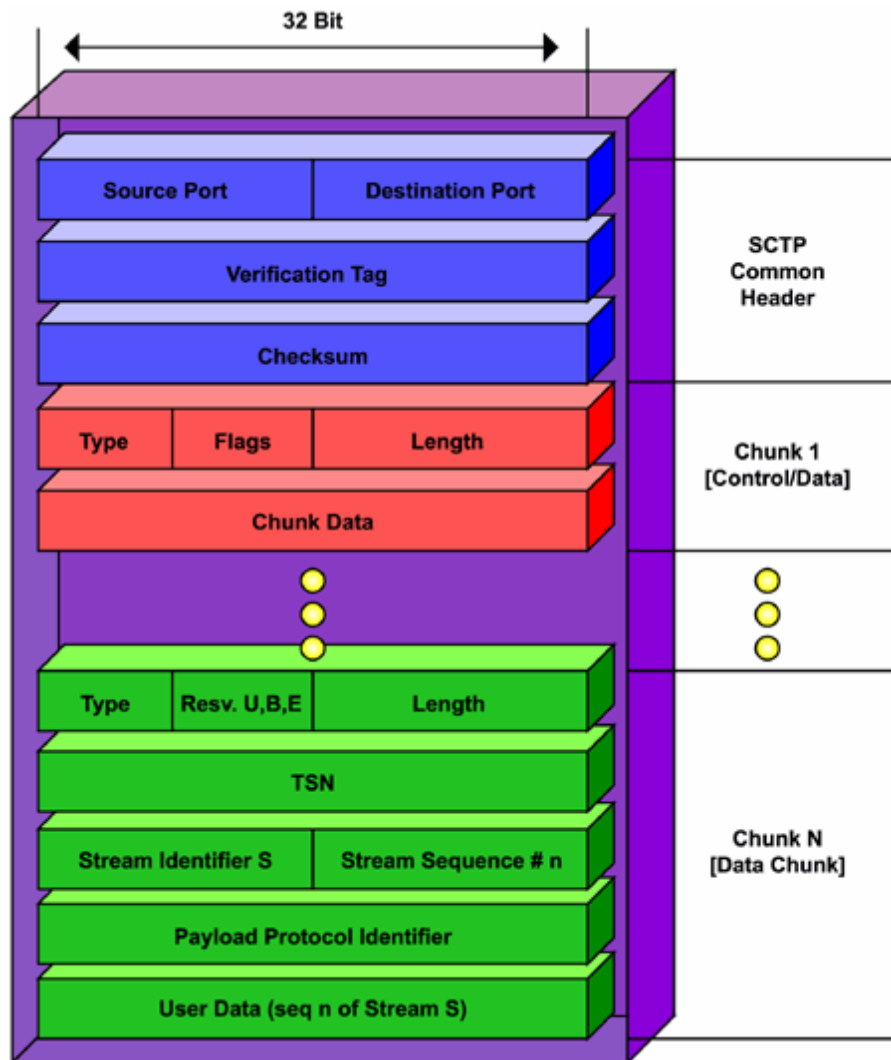 32 Bit
Source Port
Destination Port
Verification Tag
Checksum
SCTP
Common
Header
Type
Flags
Length
Chunk Data
Chunk 1
[Control/Data]
Type
Resv. U,B,E
Length
TSN
Stream Identifier S
Stream Sequence # n
Payload Protocol Identifier
User Data (seq n of Stream S)
Chunk N
[Data Chunk]